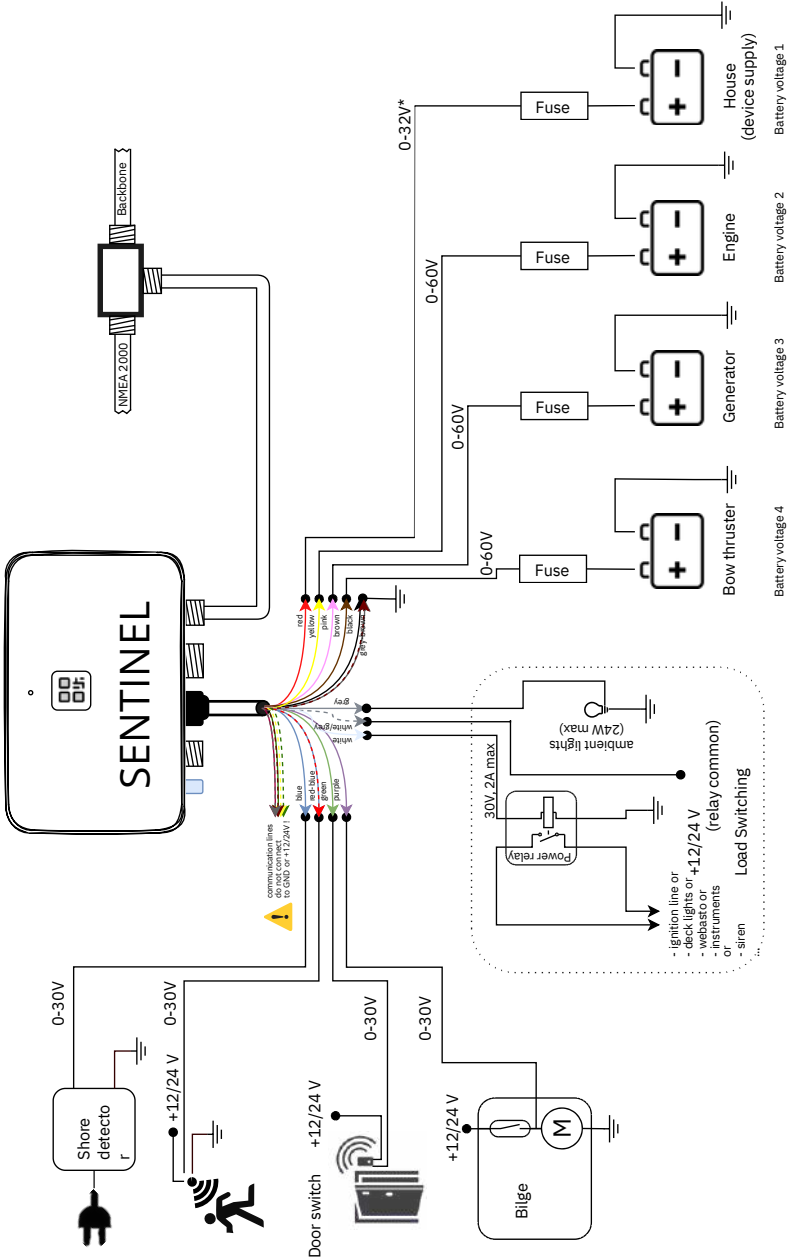 SENTINEL
NMEA 2000
Backbone
0-32V*
0-60V
0-60V
0-60V
Fuse
Fuse
Fuse
Fuse
House
(device supply)
Battery voltage 1
Engine
Battery voltage 2
Generator
Battery voltage 3
Bow thruster
Battery voltage 4
red
yellow
pink
brown
black
grey-brown
grey
white/grey
white
blue
red-blue
green
purple
communication lines
do not connect
to GND or +12/24V !
30V, 2A max
ambient lights
(24W max)
Power relay
- ignition line or
- deck lights or
- webasto or
- instruments
or
- siren
...
+12/24 V
(relay common)
Load Switching
0-30V
0-30V
0-30V
0-30V
Shore
detecto
r
+12/24 V
Door switch
+12/24 V
+12/24 V
Bilge
M